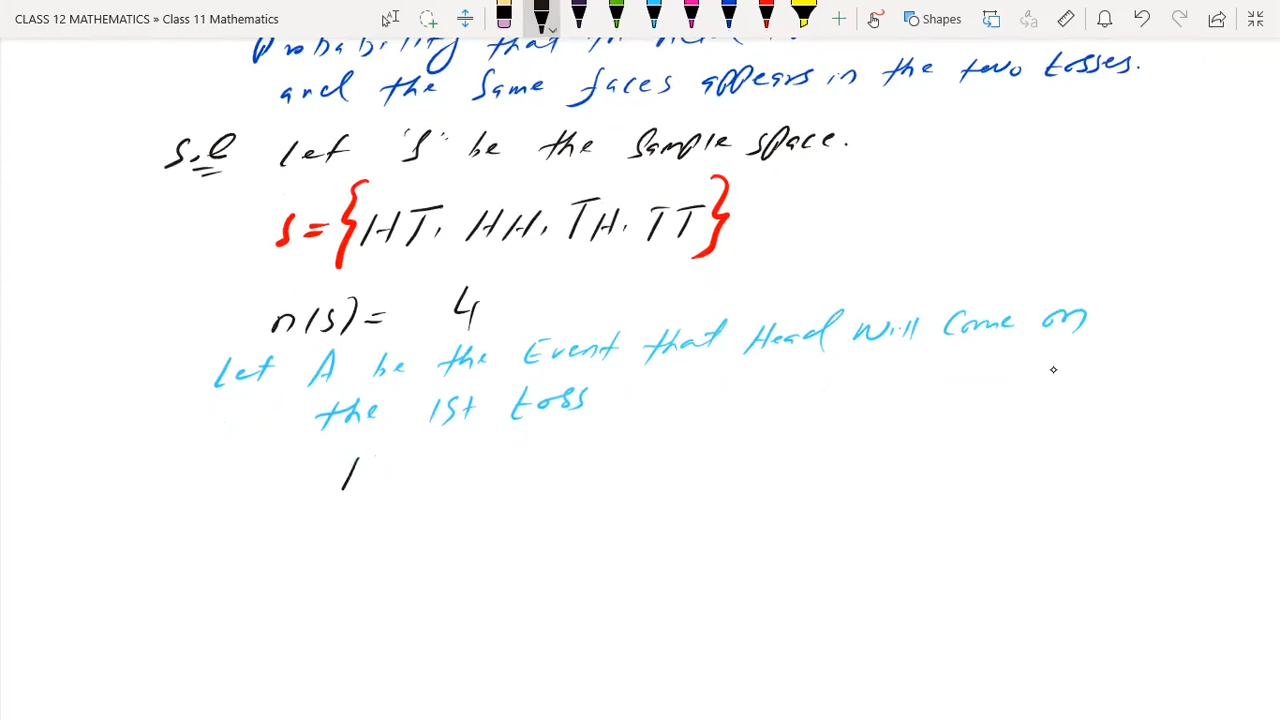 CLASS 12 MATHEMATICS » Class 11 Mathematics
Shapes
Probability that
and the same faces appears in the two tosses.
Sol Let 'S' be the sample space.
S = {HT, HH, TH, TT}
n(S) = 4
Let A be the Event that Head will come on
the 1st toss